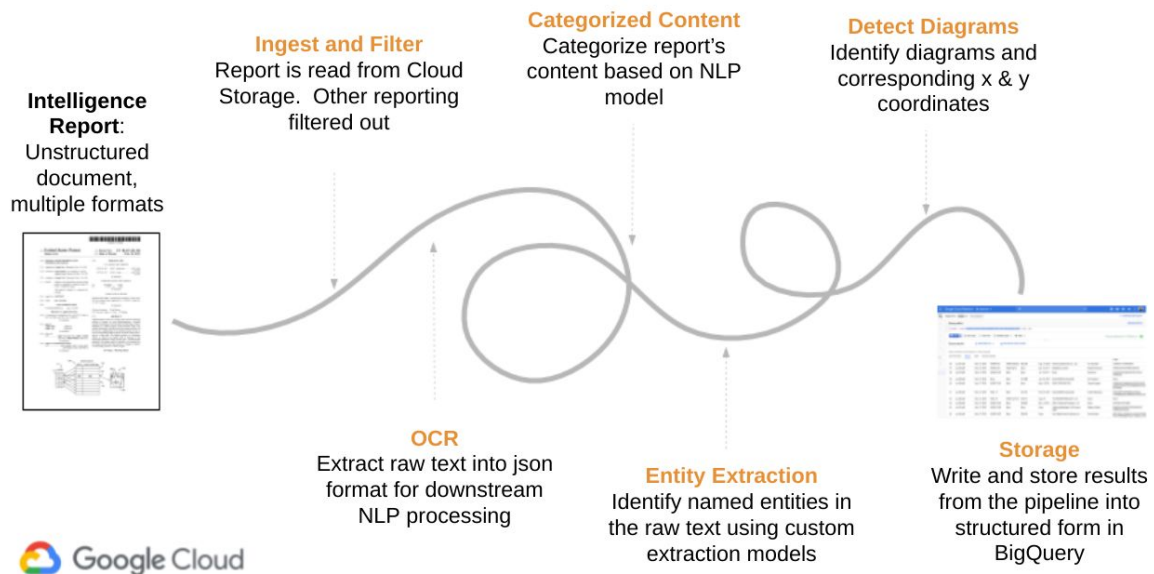 Intelligence
Report:
Unstructured
document,
multiple formats
Ingest and Filter
Report is read from Cloud
Storage. Other reporting
filtered out
OCR
Extract raw text into json
format for downstream
NLP processing
Categorized Content
Categorize report’s
content based on NLP
model
Entity Extraction
Identify named entities in
the raw text using custom
extraction models
Detect Diagrams
Identify diagrams and
corresponding x & y
coordinates
Storage
Write and store results
from the pipeline into
structured form in
BigQuery
Google Cloud